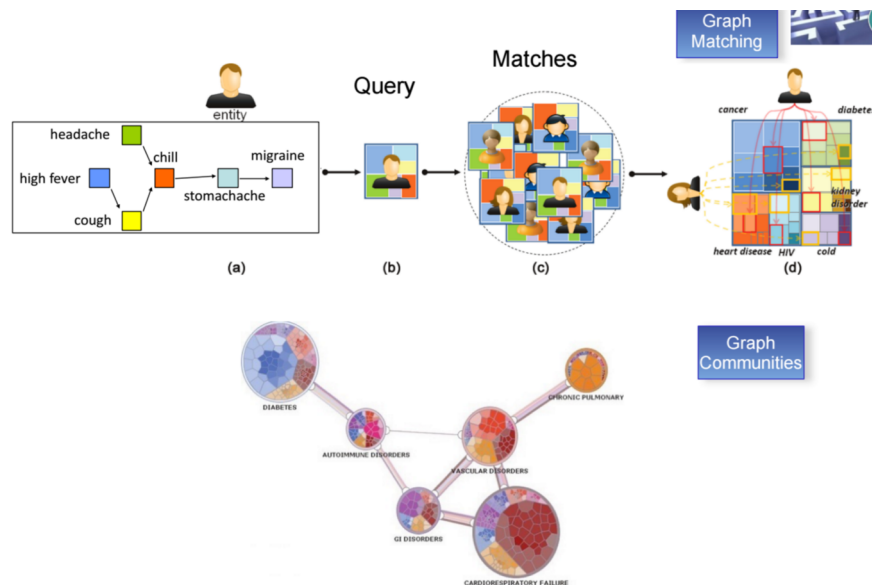 Graph
Matching
Matches
Query
entity
cancer
diabetes
headache
chill
migraine
high fever
stomachache
kidney
disorder
cough
heart disease
HIV
cold
(a)
(b)
(c)
(d)
Graph
Communities
DIABETES
CHRONIC PULMONARY
AUTOIMMUNE DISORDERS
VASCULAR DISORDERS
GI DISORDERS
CARDIORESPIRATORY FAILURE